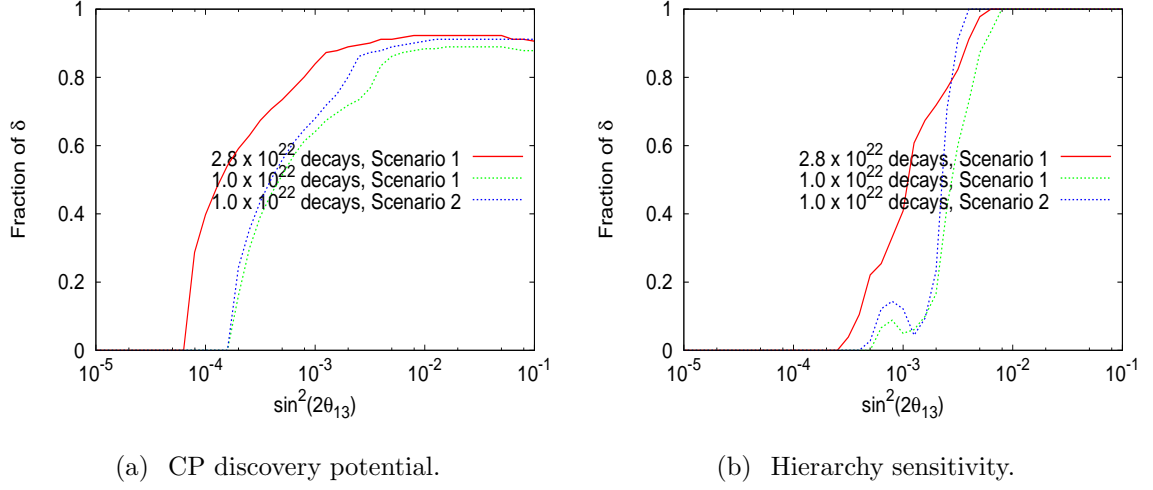 1
0.8
0.6
0.4
0.2
0
Fraction of δ
2.8 x 10^22 decays, Scenario 1
1.0 x 10^22 decays, Scenario 1
1.0 x 10^22 decays, Scenario 2
10^-5 10^-4 10^-3 10^-2 10^-1
sin^2(2θ_13)
(a) CP discovery potential.
1
0.8
0.6
0.4
0.2
0
Fraction of δ
2.8 x 10^22 decays, Scenario 1
1.0 x 10^22 decays, Scenario 1
1.0 x 10^22 decays, Scenario 2
10^-5 10^-4 10^-3 10^-2 10^-1
sin^2(2θ_13)
(b) Hierarchy sensitivity.